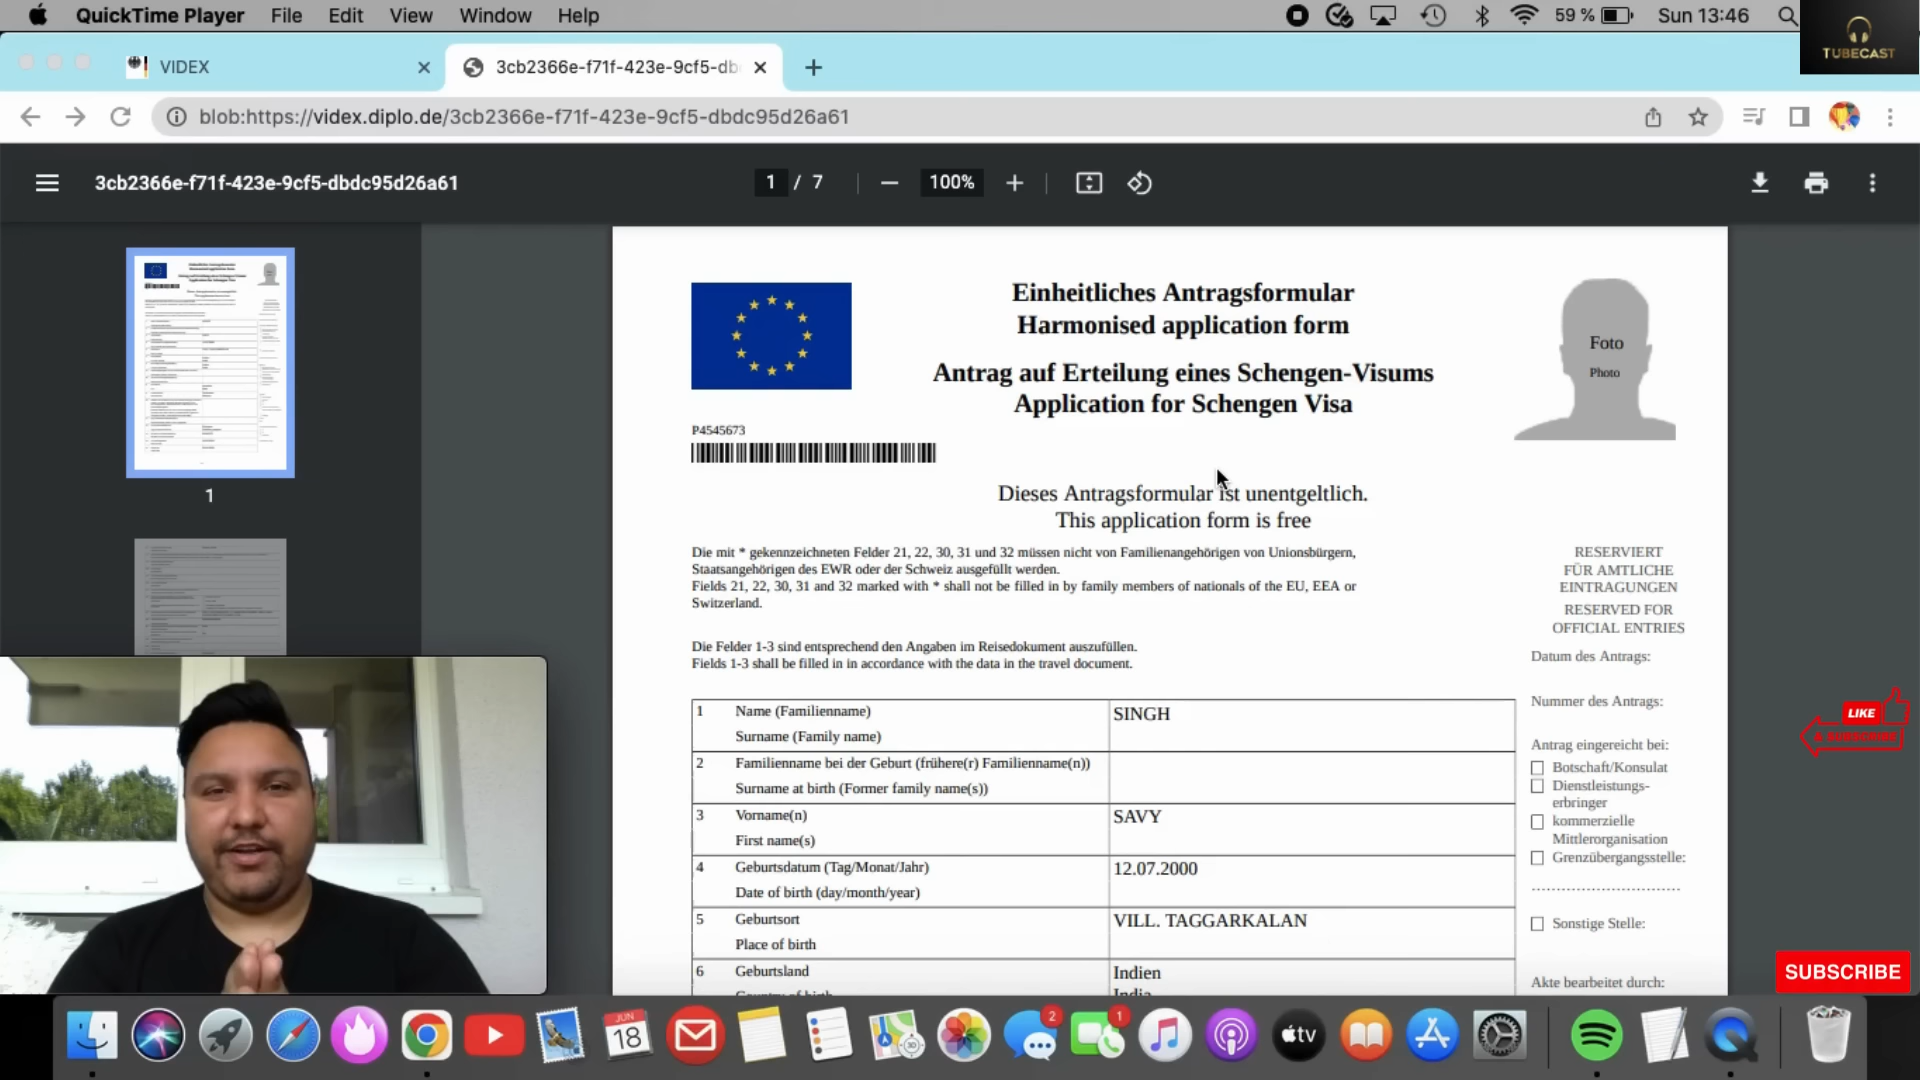 QuickTime Player File Edit View Window Help 59 % Sun 13:46
TUBECAST
VIDEX
3cb2366e-f71f-423e-9cf5-db
blob:https://videx.diplo.de/3cb2366e-f71f-423e-9cf5-dbdc95d26a61
3cb2366e-f71f-423e-9cf5-dbdc95d26a61 1 / 7 100%
1
Einheitliches Antragsformular
Harmonised application form
Antrag auf Erteilung eines Schengen-Visums
Application for Schengen Visa
Foto
Photo
P4545673
Dieses Antragsformular ist unentgeltlich.
This application form is free
Die mit * gekennzeichneten Felder 21, 22, 30, 31 und 32 müssen nicht von Familienangehörigen von Unionsbürgern,
Staatsangehörigen des EWR oder der Schweiz ausgefüllt werden.
Fields 21, 22, 30, 31 and 32 marked with * shall not be filled in by family members of nationals of the EU, EEA or
Switzerland.
Die Felder 1-3 sind entsprechend den Angaben im Reisedokument auszufüllen.
Fields 1-3 shall be filled in in accordance with the data in the travel document.
1 Name (Familienname) SINGH
Surname (Family name)
2 Familienname bei der Geburt (frühere(r) Familienname(n))
Surname at birth (Former family name(s))
3 Vorname(n) SAVY
First name(s)
4 Geburtsdatum (Tag/Monat/Jahr) 12.07.2000
Date of birth (day/month/year)
5 Geburtsort VILL. TAGGARKALAN
Place of birth
6 Geburtsland Indien
Country of birth India
RESERVIERT
FÜR AMTLICHE
EINTRAGUNGEN
RESERVED FOR
OFFICIAL ENTRIES
Datum des Antrags:
Nummer des Antrags:
Antrag eingereicht bei:
Botschaft/Konsulat
Dienstleistungs-
erbringer
kommerzielle
Mittlerorganisation
Grenzübergangsstelle:
Sonstige Stelle:
Akte bearbeitet durch:
LIKE
& SUBSCRIBE
SUBSCRIBE
JUN
18
2
1
tv